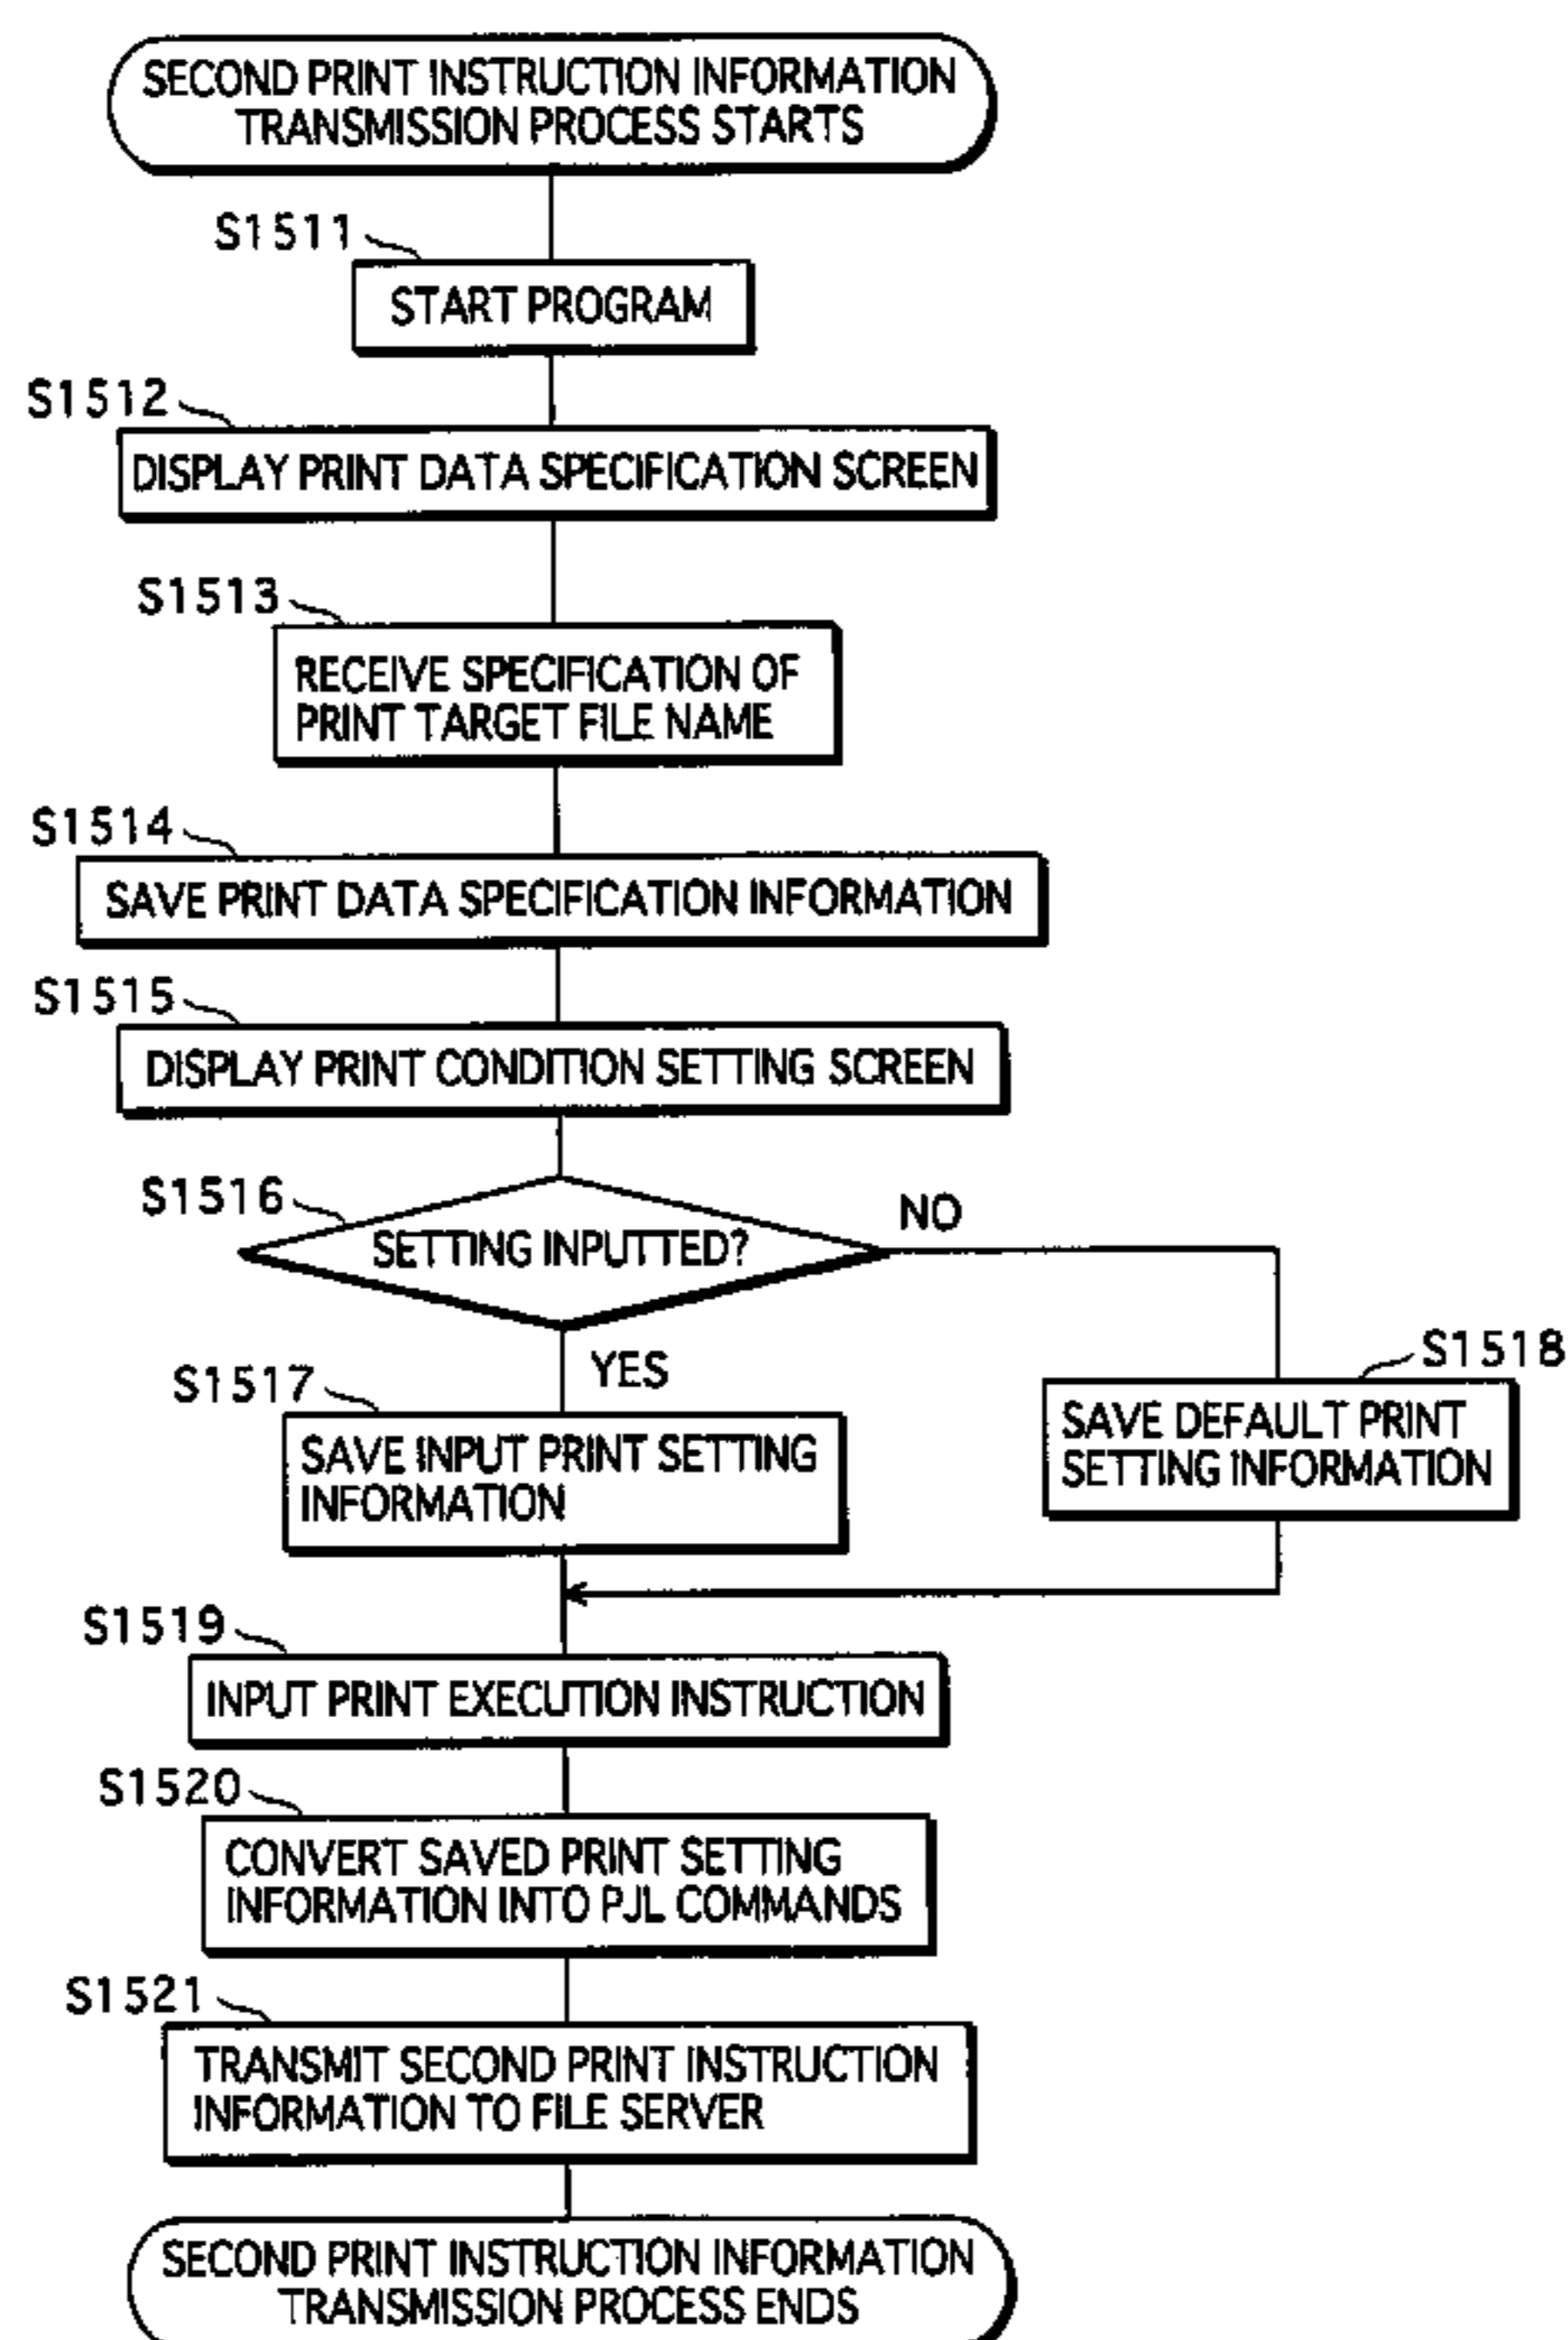 SECOND PRINT INSTRUCTION INFORMATION
TRANSMISSION PROCESS STARTS
S1511
START PROGRAM
S1512
DISPLAY PRINT DATA SPECIFICATION SCREEN
S1513
RECEIVE SPECIFICATION OF
PRINT TARGET FILE NAME
S1514
SAVE PRINT DATA SPECIFICATION INFORMATION
S1515
DISPLAY PRINT CONDITION SETTING SCREEN
S1516
SETTING INPUTTED?
NO
YES
S1517
SAVE INPUT PRINT SETTING
INFORMATION
S1518
SAVE DEFAULT PRINT
SETTING INFORMATION
S1519
INPUT PRINT EXECUTION INSTRUCTION
S1520
CONVERT SAVED PRINT SETTING
INFORMATION INTO PJL COMMANDS
S1521
TRANSMIT SECOND PRINT INSTRUCTION
INFORMATION TO FILE SERVER
SECOND PRINT INSTRUCTION INFORMATION
TRANSMISSION PROCESS ENDS